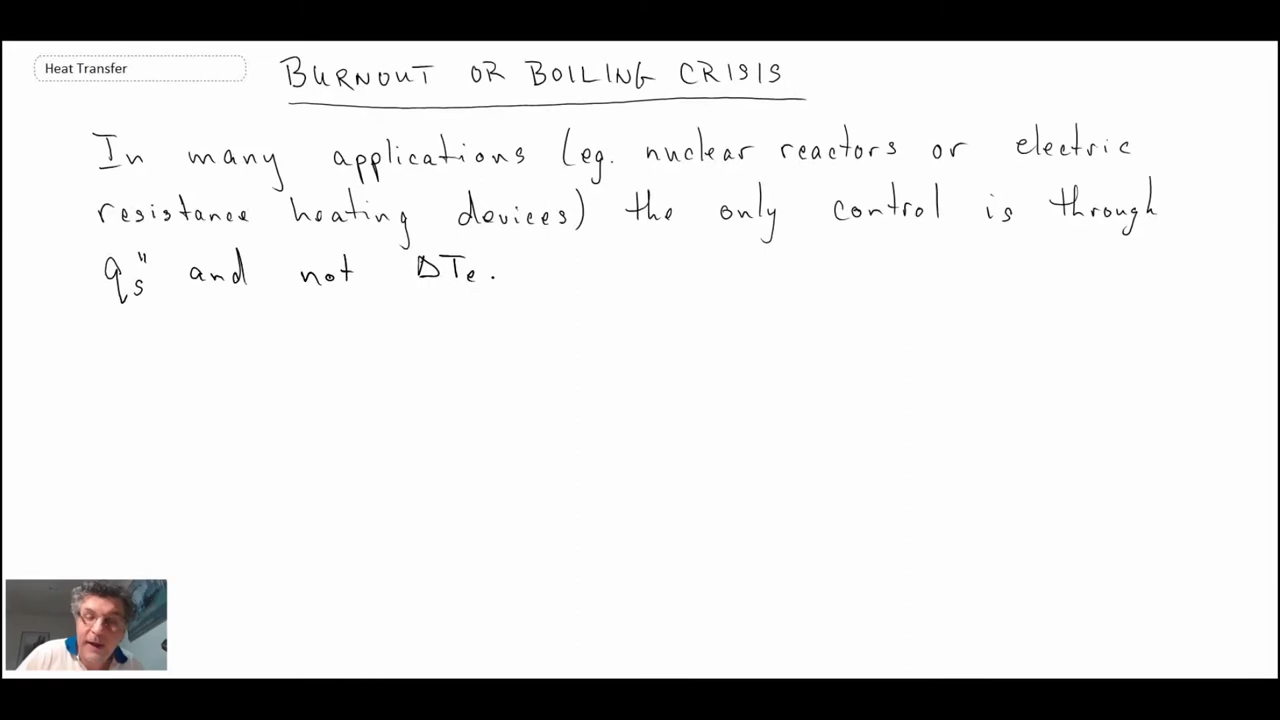 Heat Transfer
BURNOUT OR BOILING CRISIS
In many applications (eg. nuclear reactors or electric
resistance heating devices) the only control is through
qs" and not ΔTe.